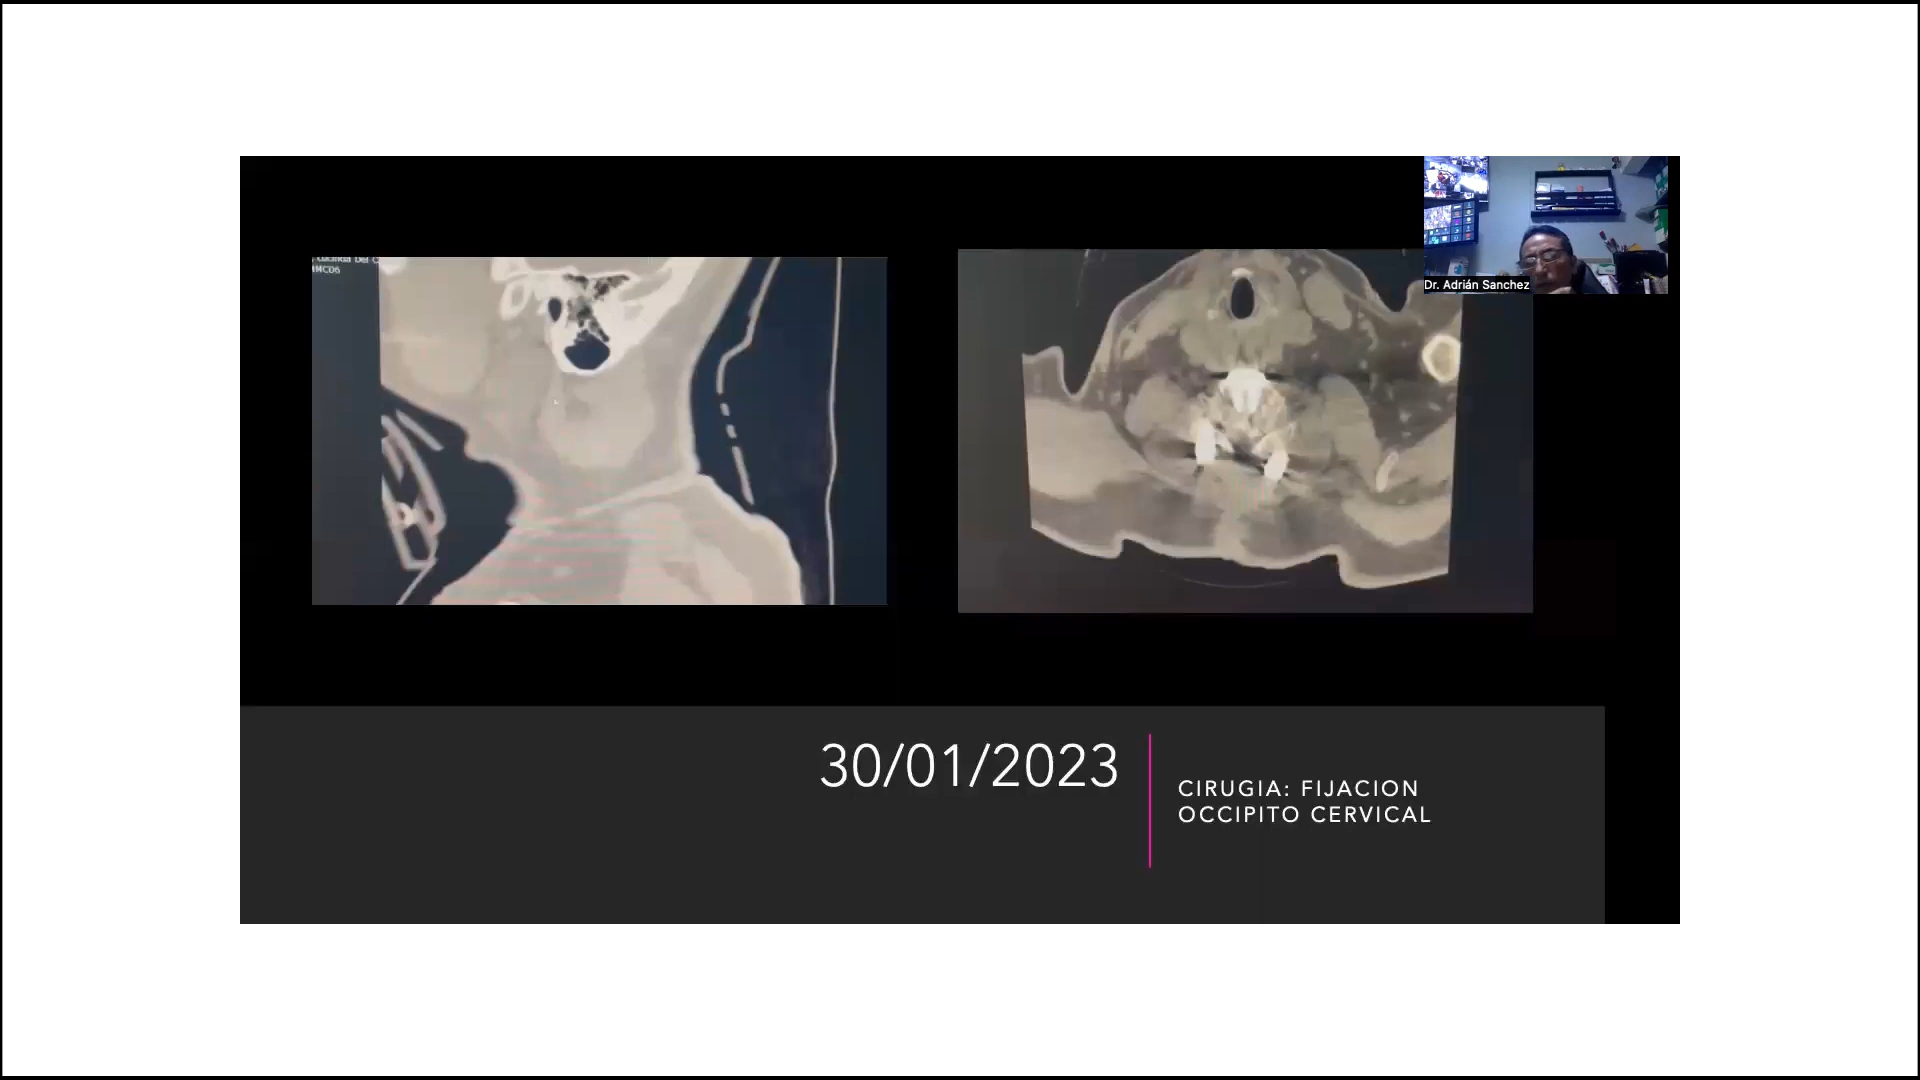 Dr. Adrián Sanchez
30/01/2023
CIRUGIA: FIJACION
OCCIPITO CERVICAL